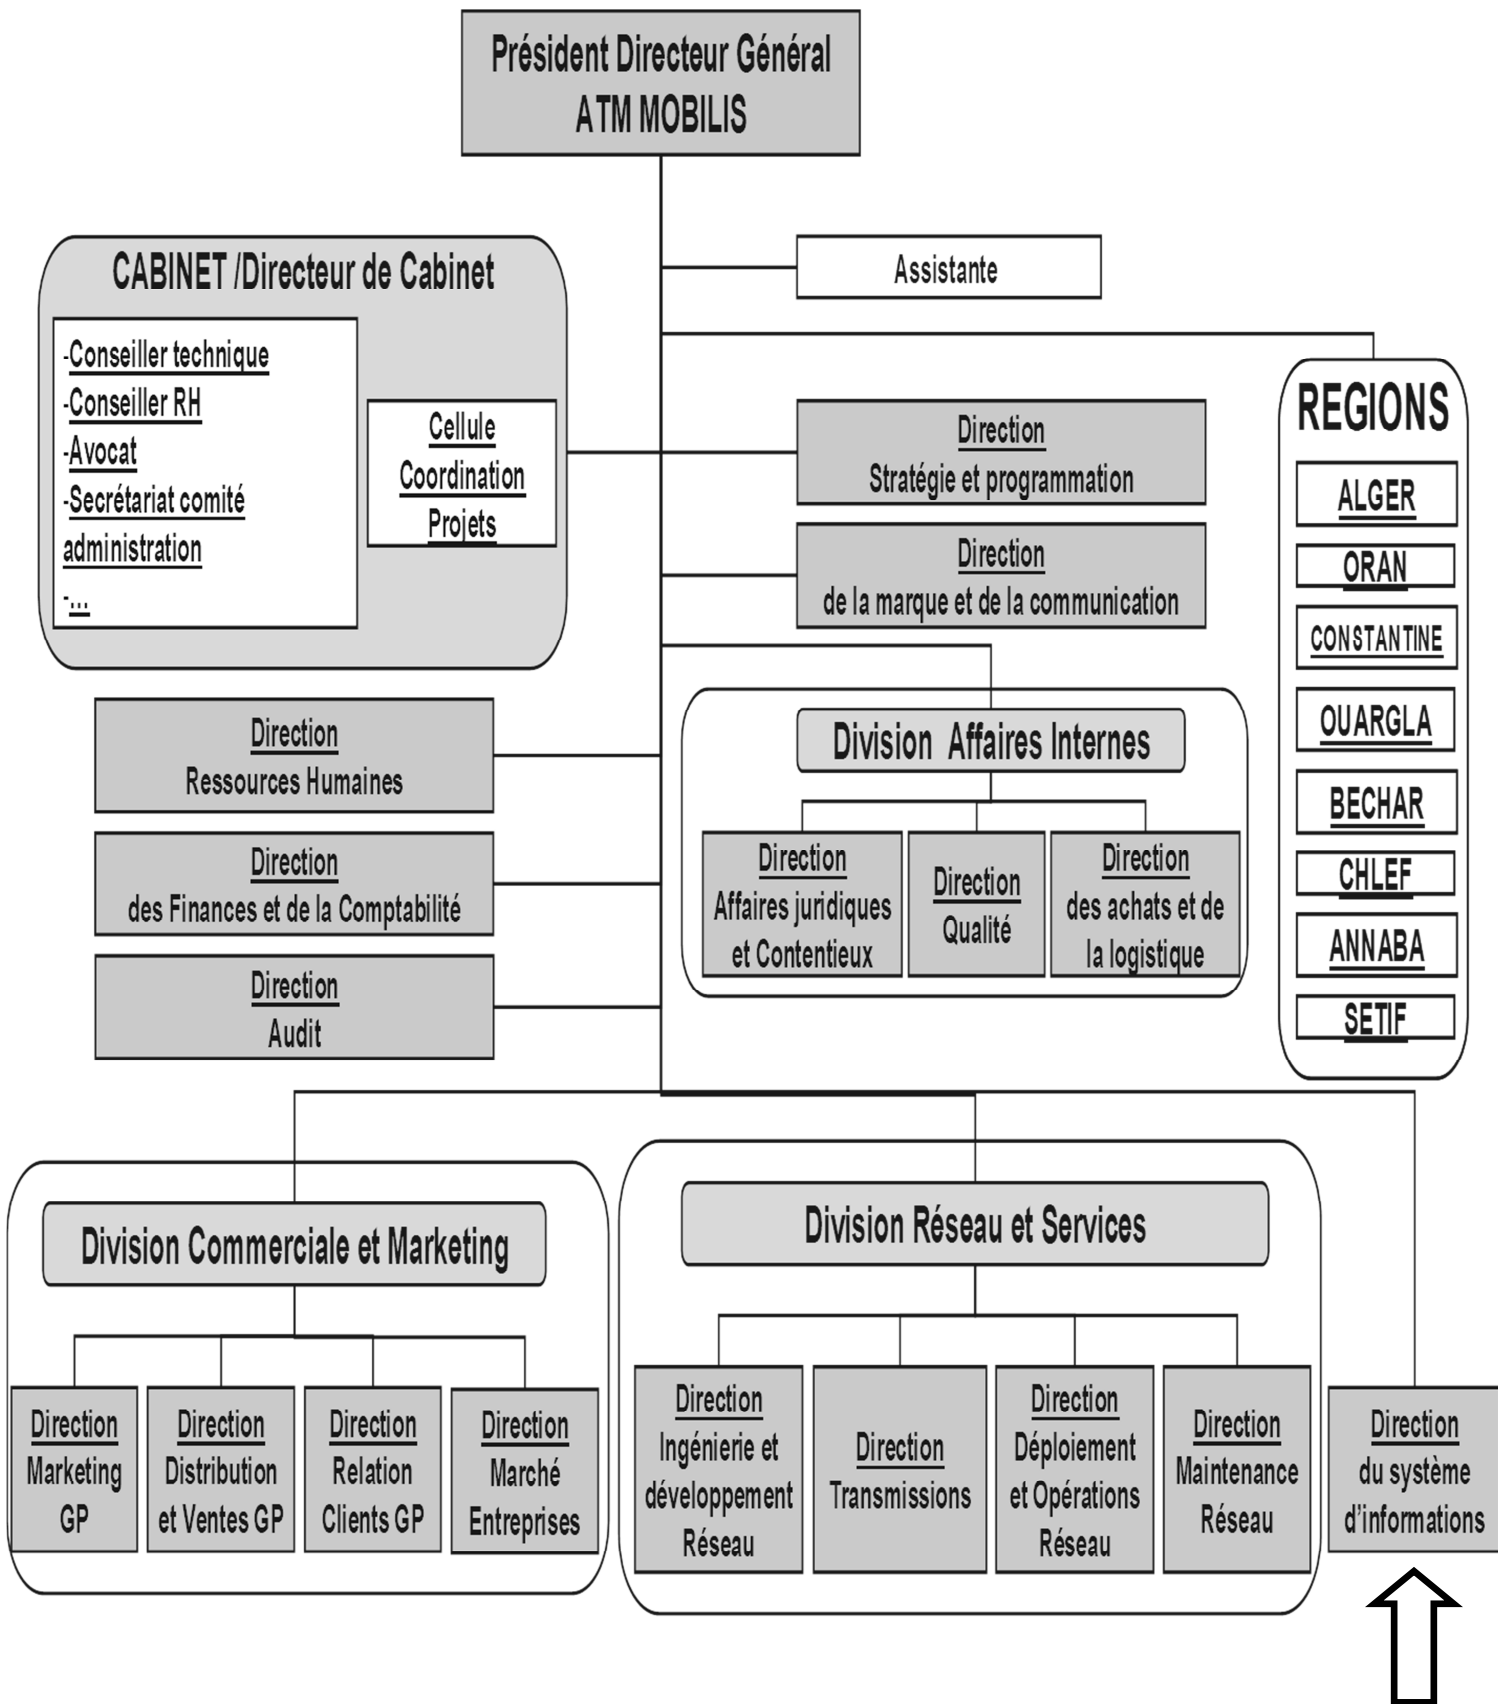 Président Directeur Général
ATM MOBILIS
Assistante
CABINET /Directeur de Cabinet
-Conseiller technique
-Conseiller RH
-Avocat
-Secrétariat comité
administration
-...
Cellule
Coordination
Projets
Direction
Stratégie et programmation
Direction
de la marque et de la communication
REGIONS
ALGER
ORAN
CONSTANTINE
OUARGLA
BECHAR
CHLEF
ANNABA
SETIF
Direction
Ressources Humaines
Direction
des Finances et de la Comptabilité
Direction
Audit
Division Affaires Internes
Direction
Affaires juridiques
et Contentieux
Direction
Qualité
Direction
des achats et de
la logistique
Division Commerciale et Marketing
Direction
Marketing
GP
Direction
Distribution
et Ventes GP
Direction
Relation
Clients GP
Direction
Marché
Entreprises
Division Réseau et Services
Direction
Ingénierie et
développement
Réseau
Direction
Transmissions
Direction
Déploiement
et Opérations
Réseau
Direction
Maintenance
Réseau
Direction
du système
d'informations